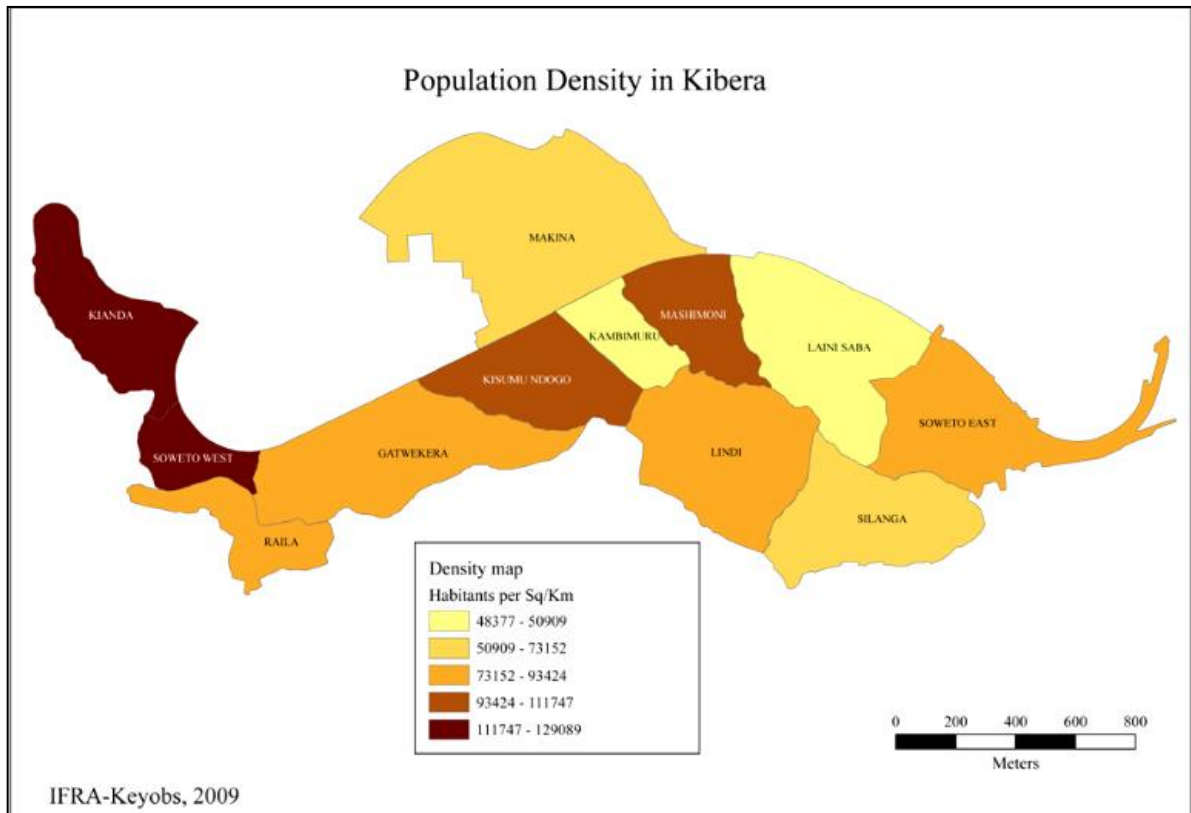 Population Density in Kibera
MAKINA
KIANDA
MASHIMONI
KAMBIMURU
LAINI SABA
KISUMU NDOGO
SOWETO EAST
GATWEKERA
LINDI
SOWETO WEST
SILANGA
RAILA
Density map
Habitants per Sq/Km
48377 - 50909
50909 - 73152
73152 - 93424
93424 - 111747
111747 - 129089
0 200 400 600 800
Meters
IFRA-Keyobs, 2009